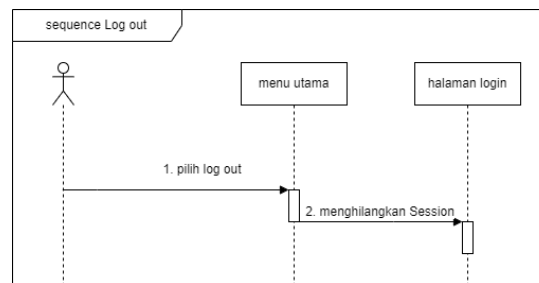 sequence Log out
menu utama
halaman login
1. pilih log out
2. menghilangkan Session